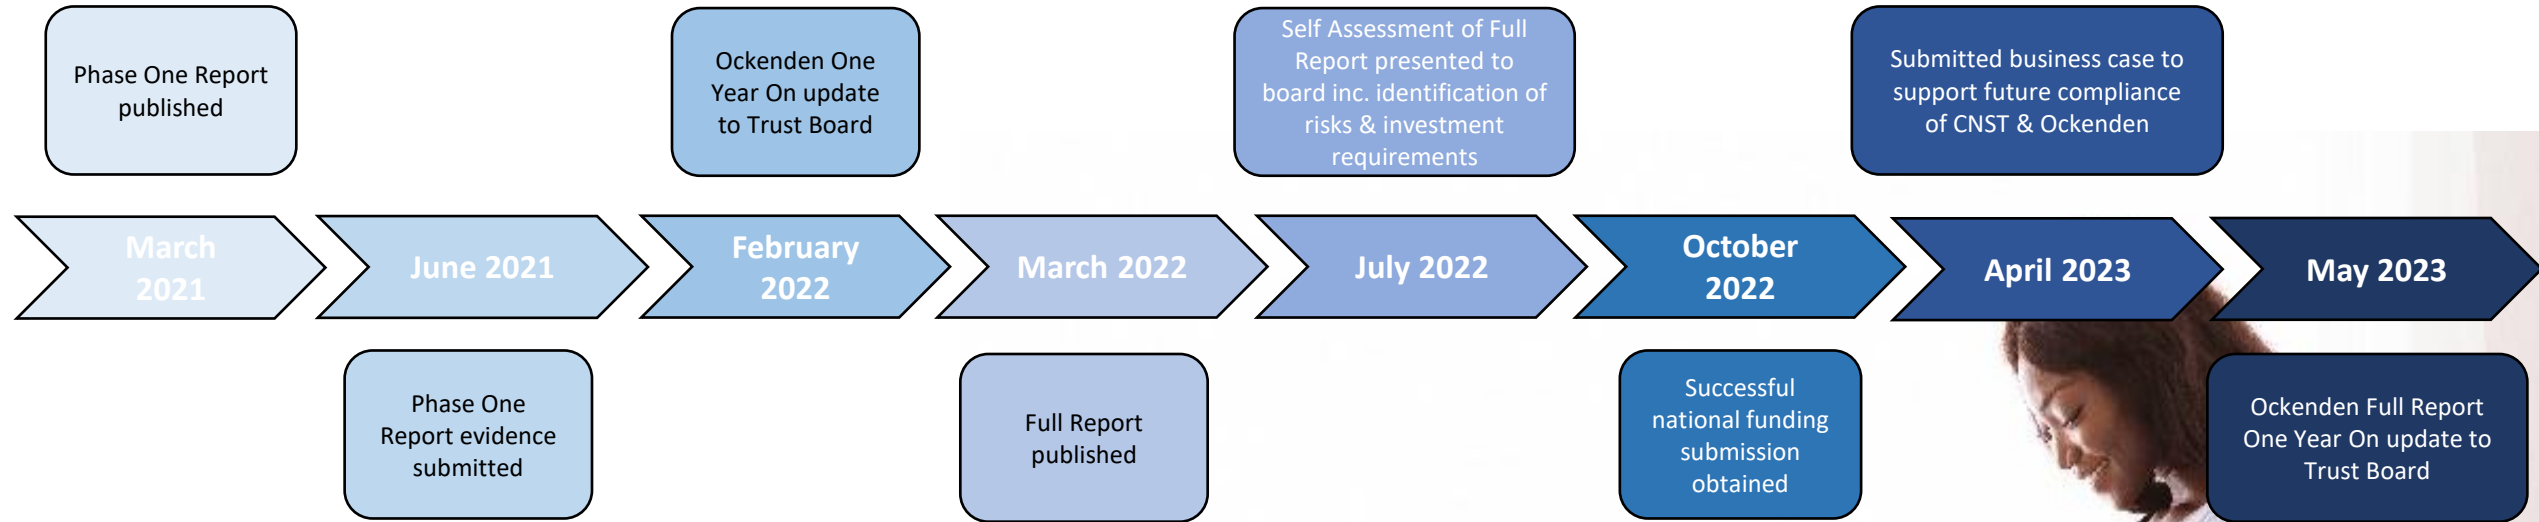 Phase One Report
published
Ockenden One
Year On update
to Trust Board
Self Assessment of Full
Report presented to
board inc. identification of
risks & investment
requirements
Submitted business case to
support future compliance
of CNST & Ockenden
March
2021
June 2021
February
2022
March 2022
July 2022
October
2022
April 2023
May 2023
Phase One
Report evidence
submitted
Full Report
published
Successful
national funding
submission
obtained
Ockenden Full Report
One Year On update to
Trust Board